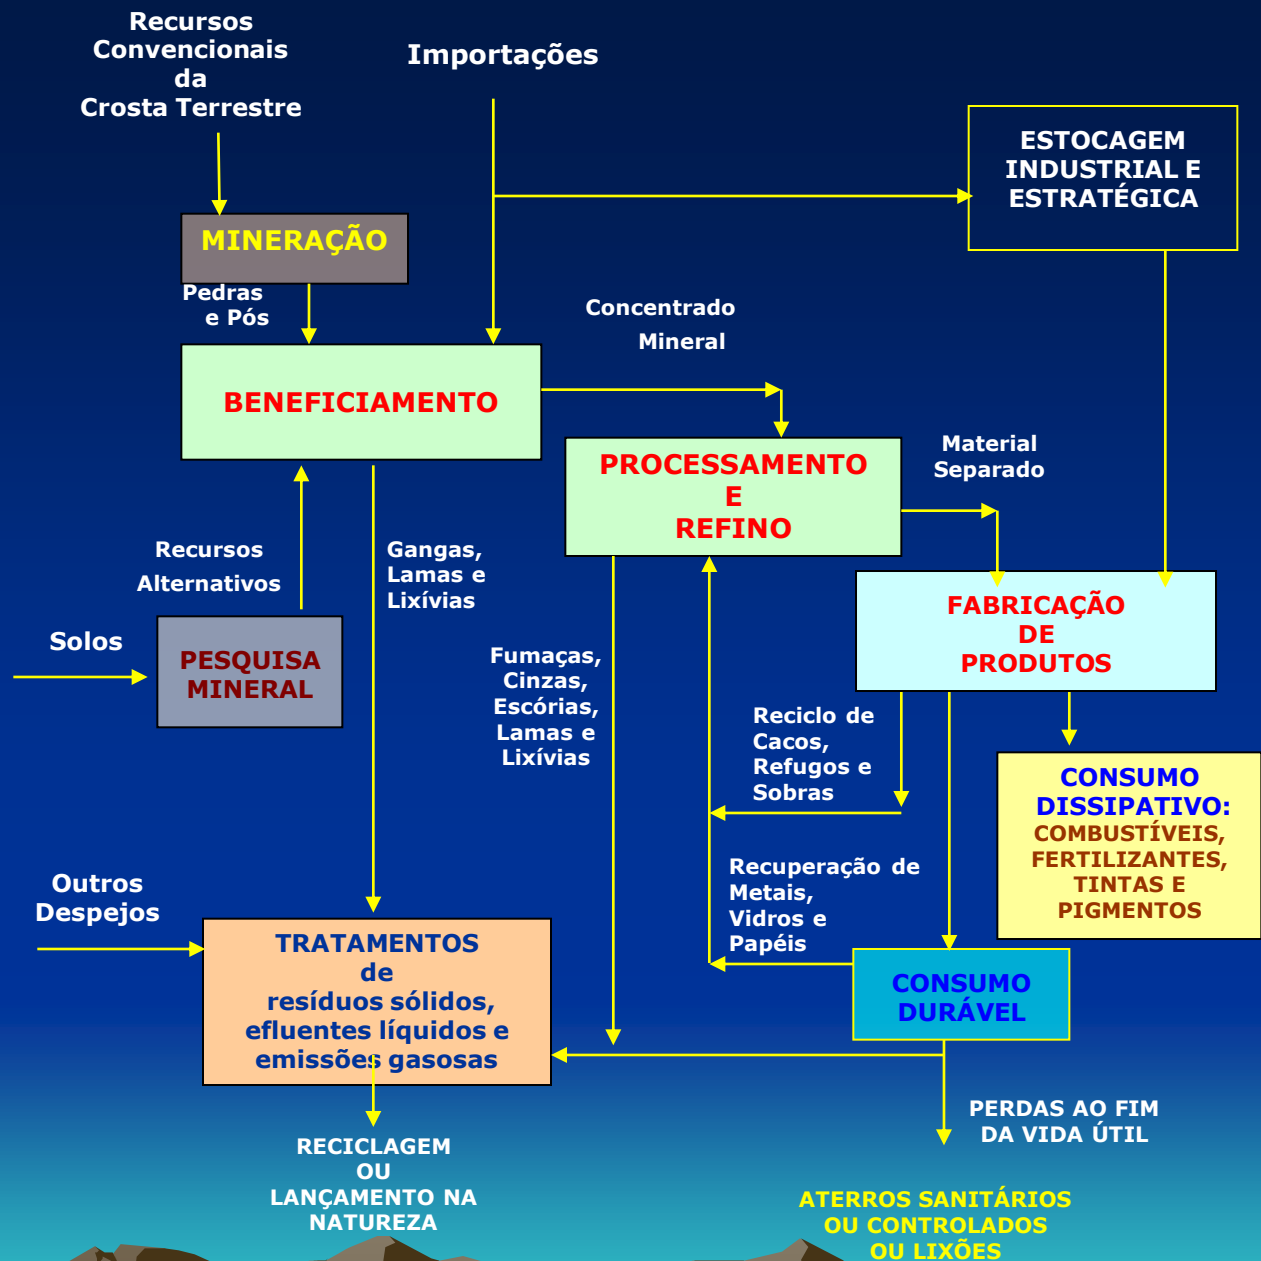 Recursos
Convencionais
da
Crosta Terrestre
Importações
ESTOCAGEM
INDUSTRIAL E
ESTRATÉGICA
MINERAÇÃO
Pedras
e Pós
Concentrado
Mineral
BENEFICIAMENTO
PROCESSAMENTO
E
REFINO
Material
Separado
Recursos
Alternativos
Gangas,
Lamas e
Lixívias
Solos
PESQUISA
MINERAL
FABRICAÇÃO
DE
PRODUTOS
Fumaças,
Cinzas,
Escórias,
Lamas e
Lixívias
Reciclo de
Cacos,
Refugos e
Sobras
CONSUMO
DISSIPATIVO:
COMBUSTÍVEIS,
FERTILIZANTES,
TINTAS E
PIGMENTOS
Recuperação de
Metais,
Vidros e
Papéis
Outros
Despejos
TRATAMENTOS
de
resíduos sólidos,
efluentes líquidos e
emissões gasosas
CONSUMO
DURÁVEL
PERDAS AO FIM
DA VIDA ÚTIL
RECICLAGEM
OU
LANÇAMENTO NA
NATUREZA
ATERROS SANITÁRIOS
OU CONTROLADOS
OU LIXÕES